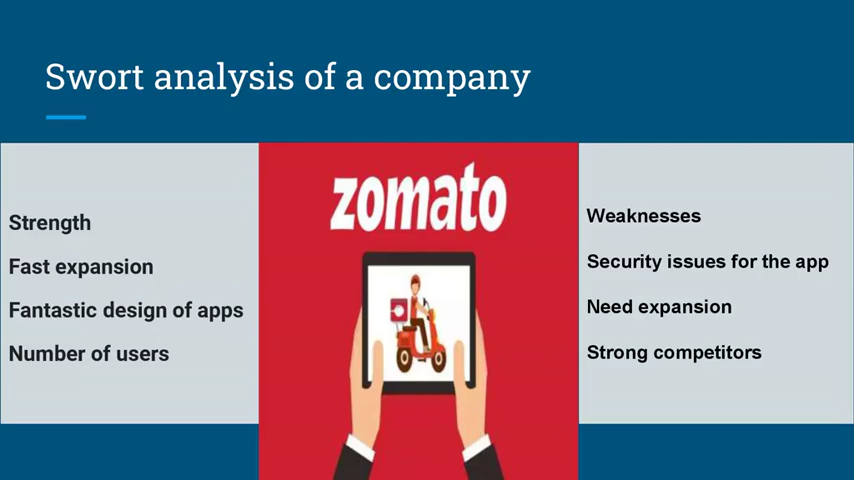 Swort analysis of a company
Strength
Fast expansion
Fantastic design of apps
Number of users
zomato
Weaknesses
Security issues for the app
Need expansion
Strong competitors